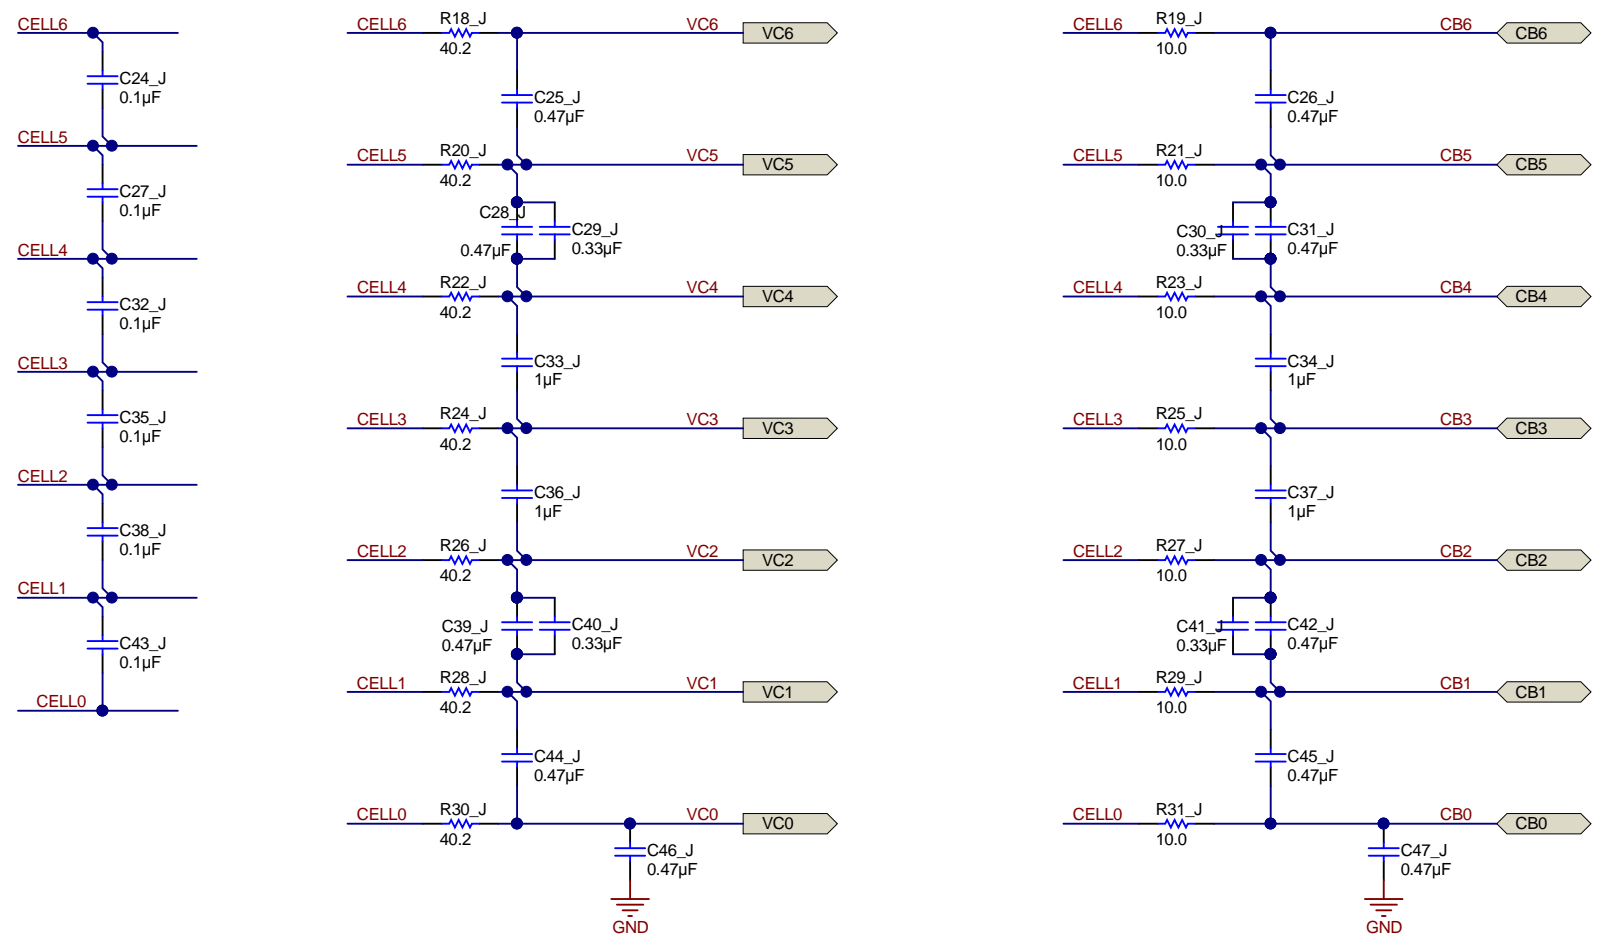 CELL6
C24_J
0.1µF
CELL5
C27_J
0.1µF
CELL4
C32_J
0.1µF
CELL3
C35_J
0.1µF
CELL2
C38_J
0.1µF
CELL1
C43_J
0.1µF
CELL0
CELL6
R18_J
40.2
VC6
VC6
C25_J
0.47µF
CELL5
R20_J
40.2
VC5
VC5
C28_J
0.47µF
C29_J
0.33µF
CELL4
R22_J
40.2
VC4
VC4
C33_J
1µF
CELL3
R24_J
40.2
VC3
VC3
C36_J
1µF
CELL2
R26_J
40.2
VC2
VC2
C39_J
0.47µF
C40_J
0.33µF
CELL1
R28_J
40.2
VC1
VC1
C44_J
0.47µF
CELL0
R30_J
40.2
VC0
VC0
C46_J
0.47µF
GND
CELL6
R19_J
10.0
CB6
CB6
C26_J
0.47µF
CELL5
R21_J
10.0
CB5
CB5
C30_J
0.33µF
C31_J
0.47µF
CELL4
R23_J
10.0
CB4
CB4
C34_J
1µF
CELL3
R25_J
10.0
CB3
CB3
C37_J
1µF
CELL2
R27_J
10.0
CB2
CB2
C41_J
0.33µF
C42_J
0.47µF
CELL1
R29_J
10.0
CB1
CB1
C45_J
0.47µF
CELL0
R31_J
10.0
CB0
CB0
C47_J
0.47µF
GND